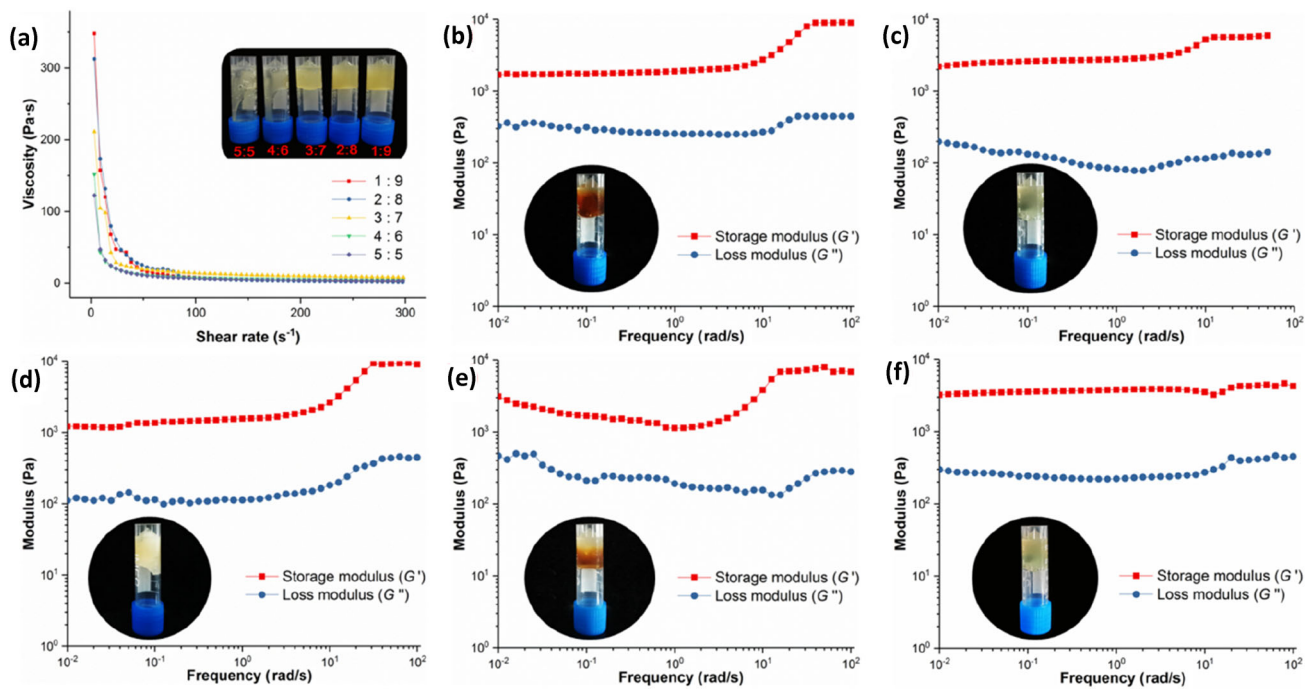 (a)
Viscosity (Pa·s)
300
200
100
0
5:5 4:6 3:7 2:8 1:9
1 : 9
2 : 8
3 : 7
4 : 6
5 : 5
0 100 200 300
Shear rate (s⁻¹)
(b)
Modulus (Pa)
10⁴
10³
10²
10¹
10⁰
Storage modulus (G')
Loss modulus (G'')
10⁻² 10⁻¹ 10⁰ 10¹ 10²
Frequency (rad/s)
(c)
Modulus (Pa)
10⁴
10³
10²
10¹
10⁰
Storage modulus (G')
Loss modulus (G'')
10⁻² 10⁻¹ 10⁰ 10¹ 10²
Frequency (rad/s)
(d)
Modulus (Pa)
10⁴
10³
10²
10¹
10⁰
Storage modulus (G')
Loss modulus (G'')
10⁻² 10⁻¹ 10⁰ 10¹ 10²
Frequency (rad/s)
(e)
Modulus (Pa)
10⁴
10³
10²
10¹
10⁰
Storage modulus (G')
Loss modulus (G'')
10⁻² 10⁻¹ 10⁰ 10¹ 10²
Frequency (rad/s)
(f)
Modulus (Pa)
10⁴
10³
10²
10¹
10⁰
Storage modulus (G')
Loss modulus (G'')
10⁻² 10⁻¹ 10⁰ 10¹ 10²
Frequency (rad/s)